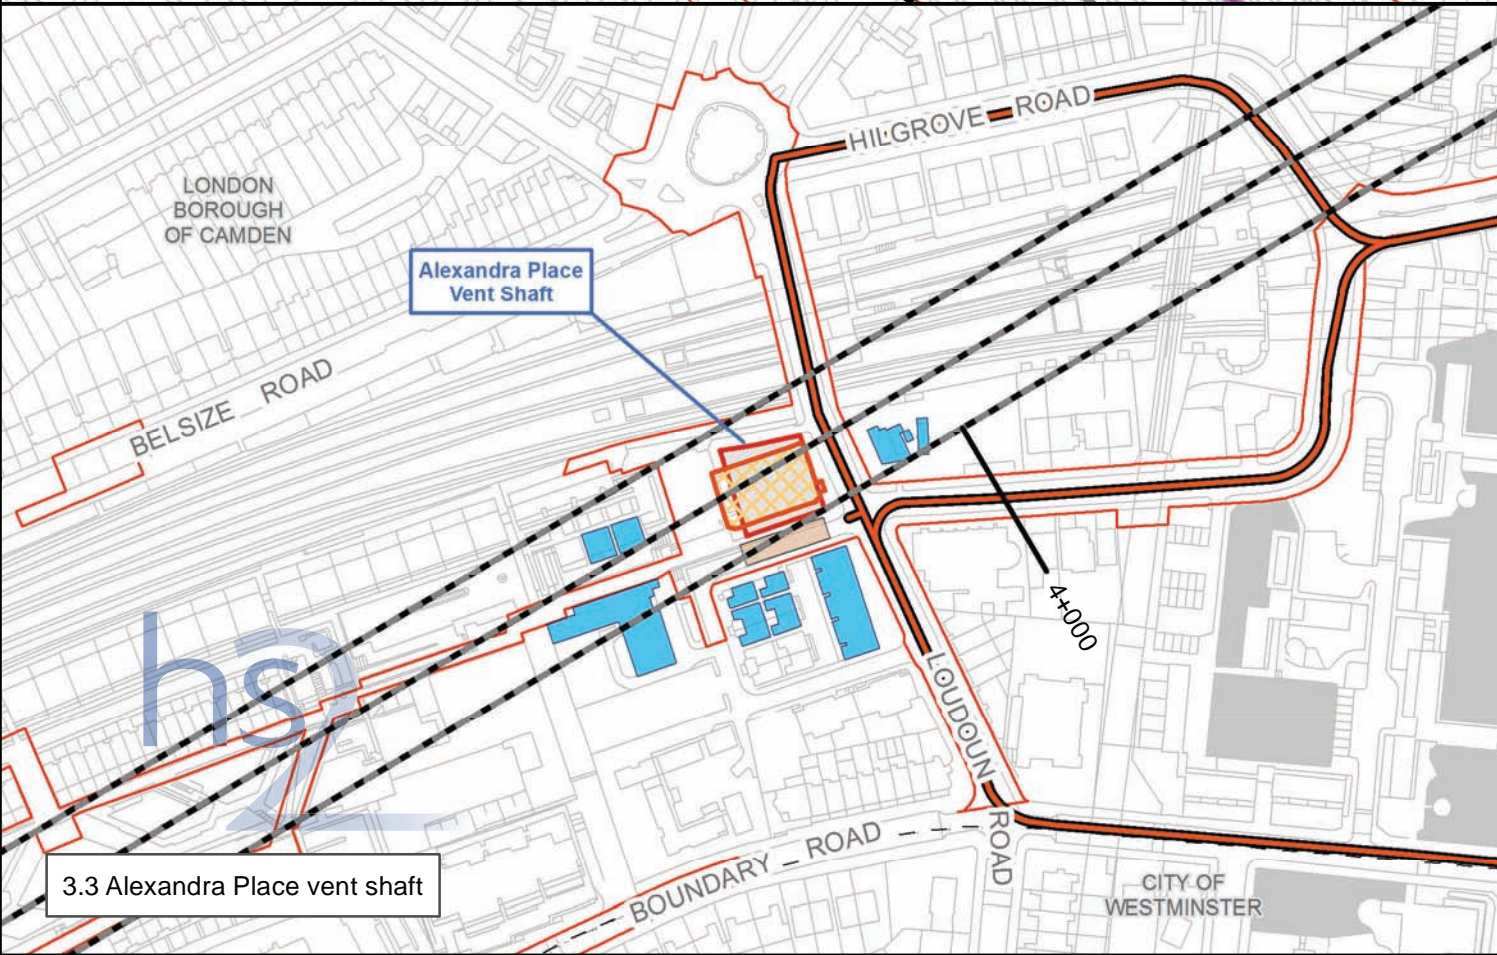 HILGROVE ROAD
LONDON
BOROUGH
OF CAMDEN
Alexandra Place
Vent Shaft
BELSIZE ROAD
4+000
hs2
LOUDOUN ROAD
BOUNDARY ROAD
3.3 Alexandra Place vent shaft
CITY OF
WESTMINSTER